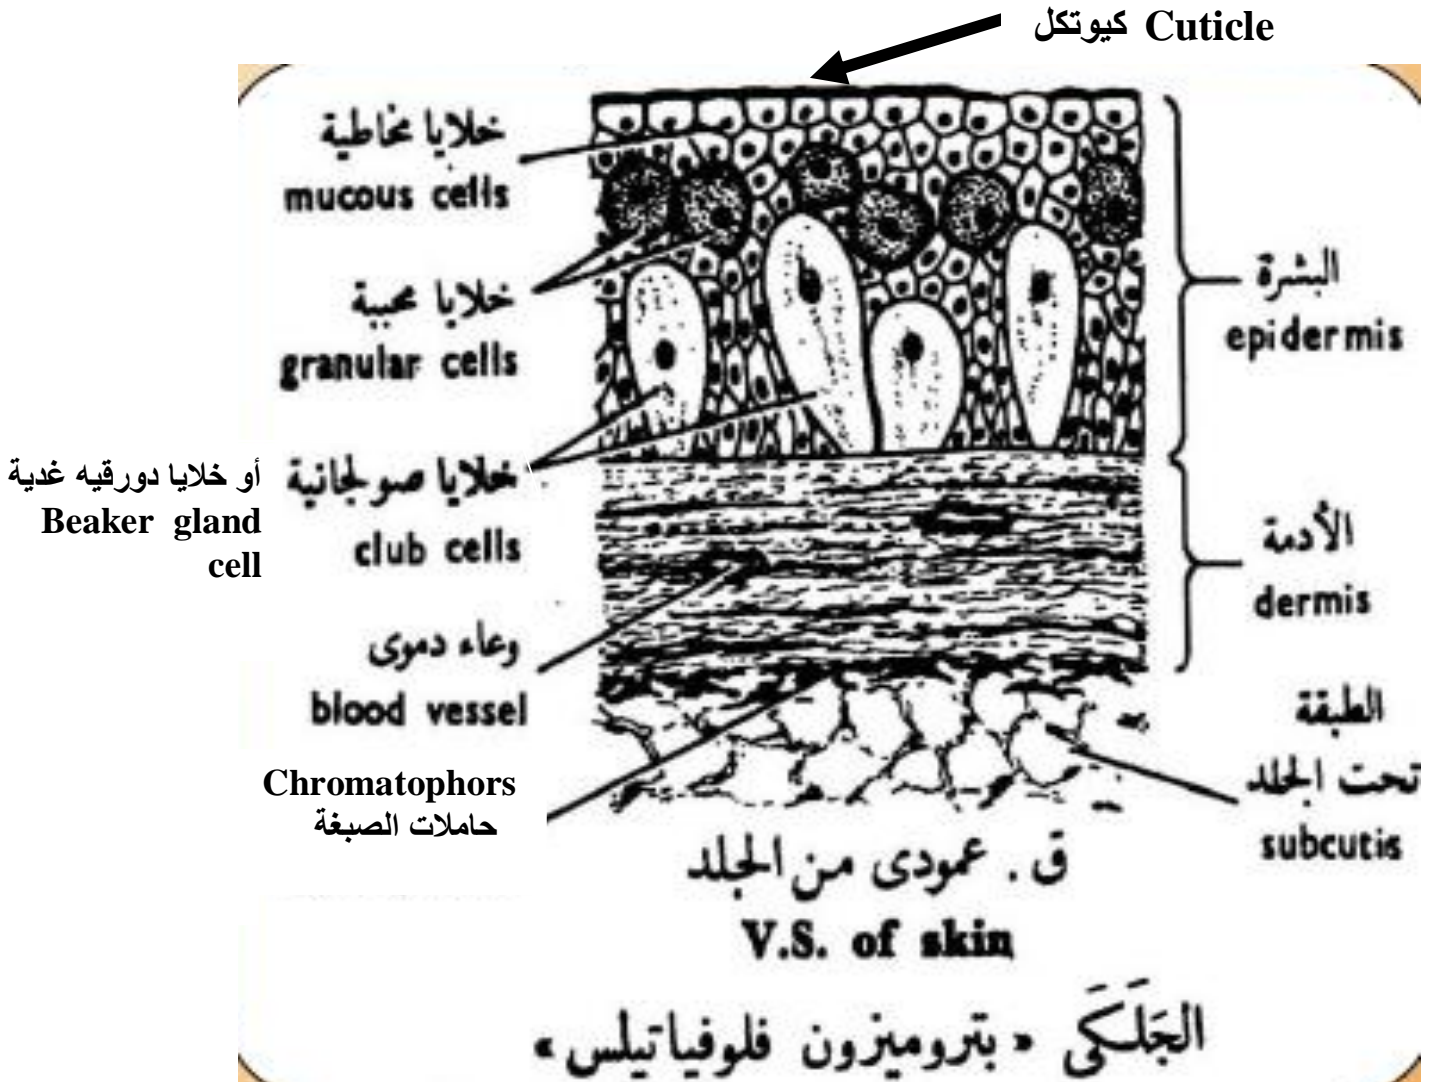 كيوتكل Cuticle
خلايا مخاطية
mucous cells
خلايا محببة
granular cells
أو خلايا دورقيه غدية
Beaker gland
cell
خلايا صولجانية
club cells
وعاء دموى
blood vessel
Chromatophors
حاملات الصبغة
البشرة
epidermis
الأدمة
dermis
الطبقة
تحت الجلد
subcutis
ق . عمودى من الجلد
V.S. of skin
الجَلَكَى « بتروميزون فلوفياتيلس »